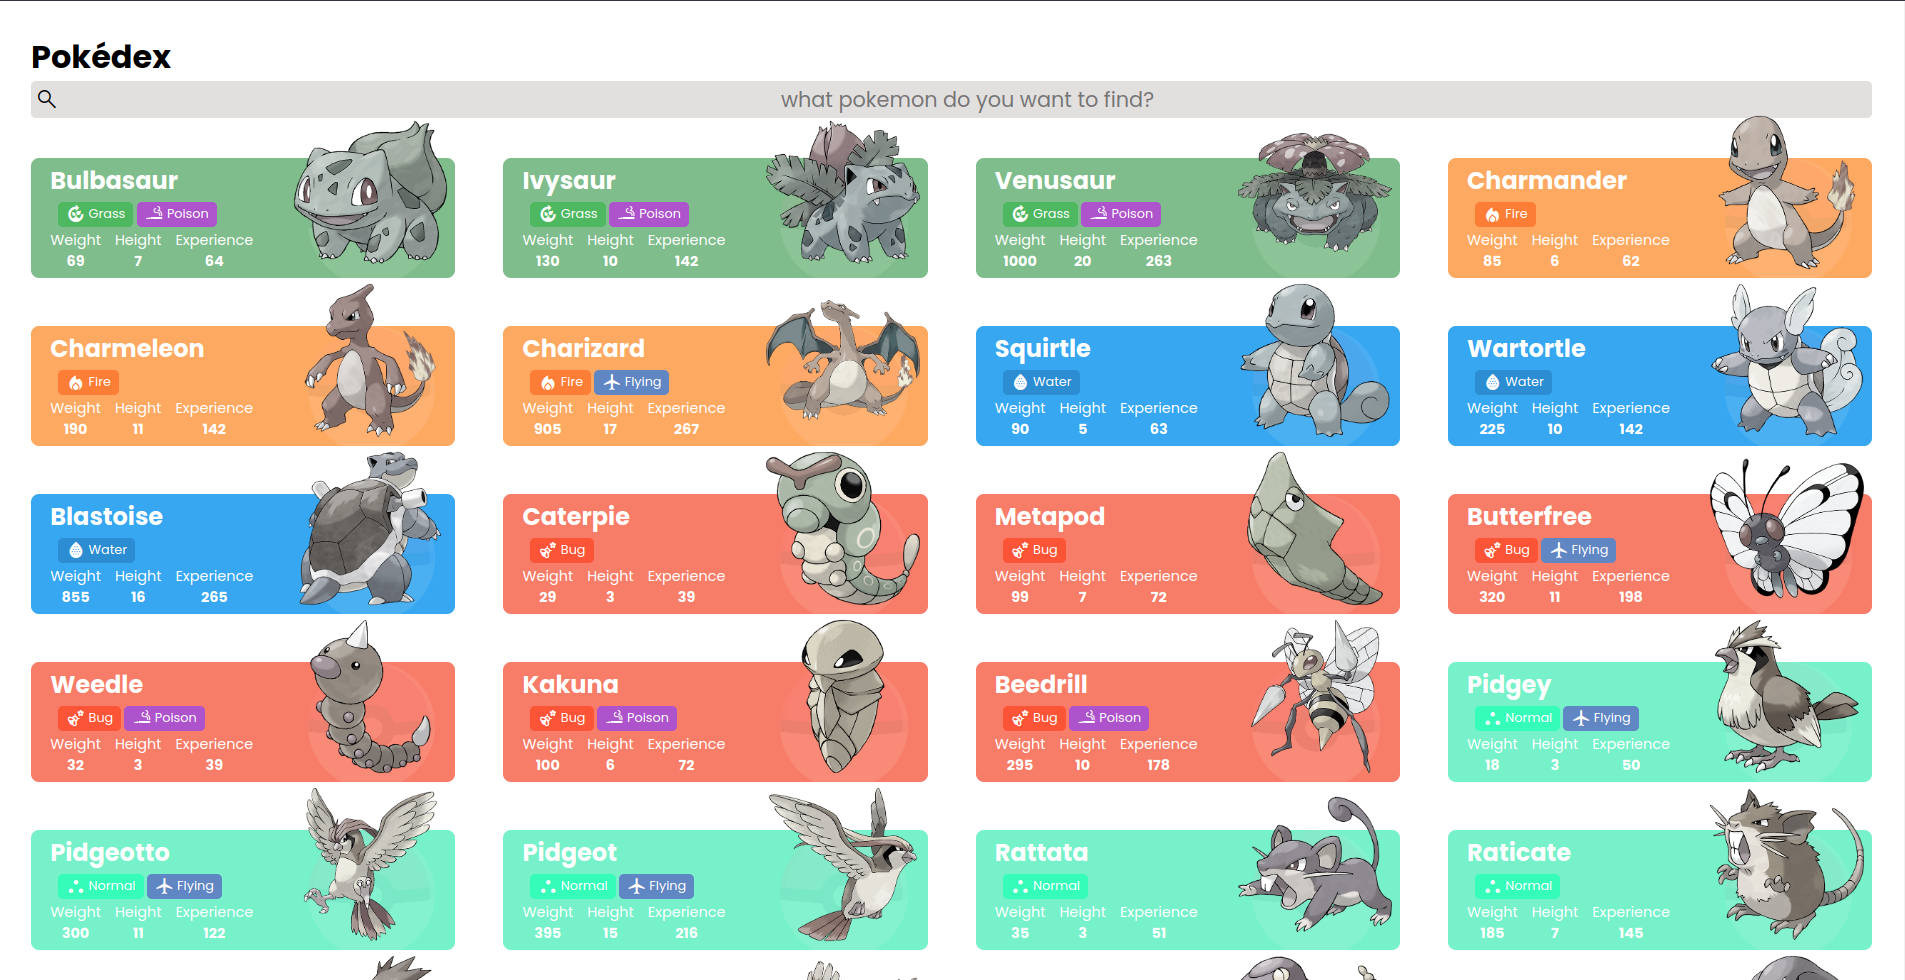 Pokédex
what pokemon do you want to find?
Bulbasaur
Grass Poison
Weight Height Experience
69 7 64
Ivysaur
Grass Poison
Weight Height Experience
130 10 142
Venusaur
Grass Poison
Weight Height Experience
1000 20 263
Charmander
Fire
Weight Height Experience
85 6 62
Charmeleon
Fire
Weight Height Experience
190 11 142
Charizard
Fire Flying
Weight Height Experience
905 17 267
Squirtle
Water
Weight Height Experience
90 5 63
Wartortle
Water
Weight Height Experience
225 10 142
Blastoise
Water
Weight Height Experience
855 16 265
Caterpie
Bug
Weight Height Experience
29 3 39
Metapod
Bug
Weight Height Experience
99 7 72
Butterfree
Bug Flying
Weight Height Experience
320 11 198
Weedle
Bug Poison
Weight Height Experience
32 3 39
Kakuna
Bug Poison
Weight Height Experience
100 6 72
Beedrill
Bug Poison
Weight Height Experience
295 10 178
Pidgey
Normal Flying
Weight Height Experience
18 3 50
Pidgeotto
Normal Flying
Weight Height Experience
300 11 122
Pidgeot
Normal Flying
Weight Height Experience
395 15 216
Rattata
Normal
Weight Height Experience
35 3 51
Raticate
Normal
Weight Height Experience
185 7 145